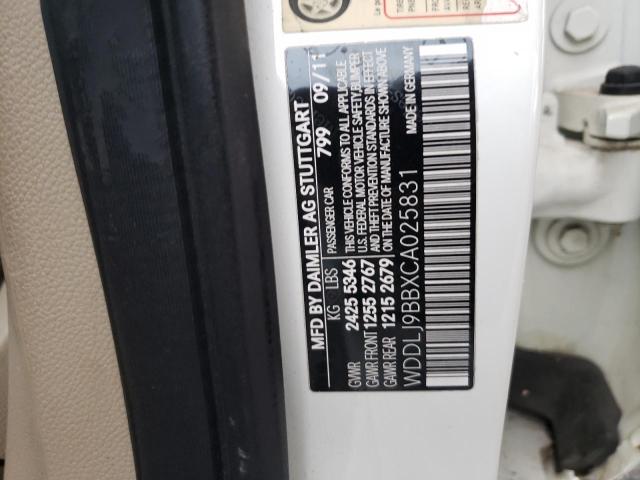 MFD BY DAIMLER AG STUTTGART
KG LBS PASSENGER CAR 799 09/11
GVWR 2425 5346 THIS VEHICLE CONFORMS TO ALL APPLICABLE
GAWR FRONT 1255 2767 U.S. FEDERAL MOTOR VEHICLE SAFETY, BUMPER
GAWR REAR 1215 2679 AND THEFT PREVENTION STANDARDS IN EFFECT
ON THE DATE OF MANUFACTURE SHOWN ABOVE
WDDLJ9BBXCA025831 MADE IN GERMANY